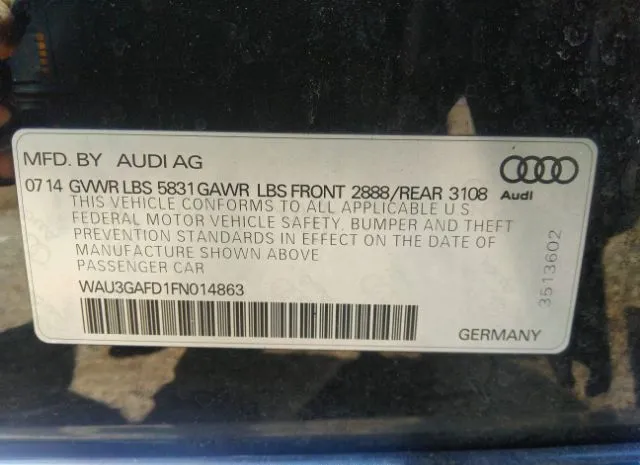 MFD. BY AUDI AG
07 14 GVWR LBS 5831 GAWR LBS FRONT 2888/REAR 3108
Audi
THIS VEHICLE CONFORMS TO ALL APPLICABLE U S
FEDERAL MOTOR VEHICLE SAFETY, BUMPER AND THEFT
PREVENTION STANDARDS IN EFFECT ON THE DATE OF
MANUFACTURE SHOWN ABOVE
PASSENGER CAR
WAU3GAFD1FN014863
GERMANY
3513602